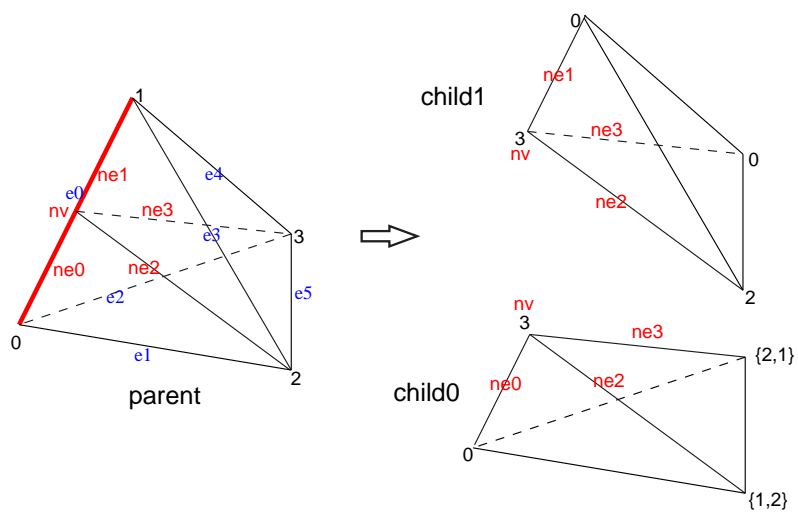 0
ne1
child1
1
3
ne3
nv
0
ne1
e4
e0
ne2
nv
ne3
e3
3
ne0
ne2
e2
e5
2
nv
0
3
ne3
e1
{2,1}
2
ne0
ne2
parent
child0
0
{1,2}